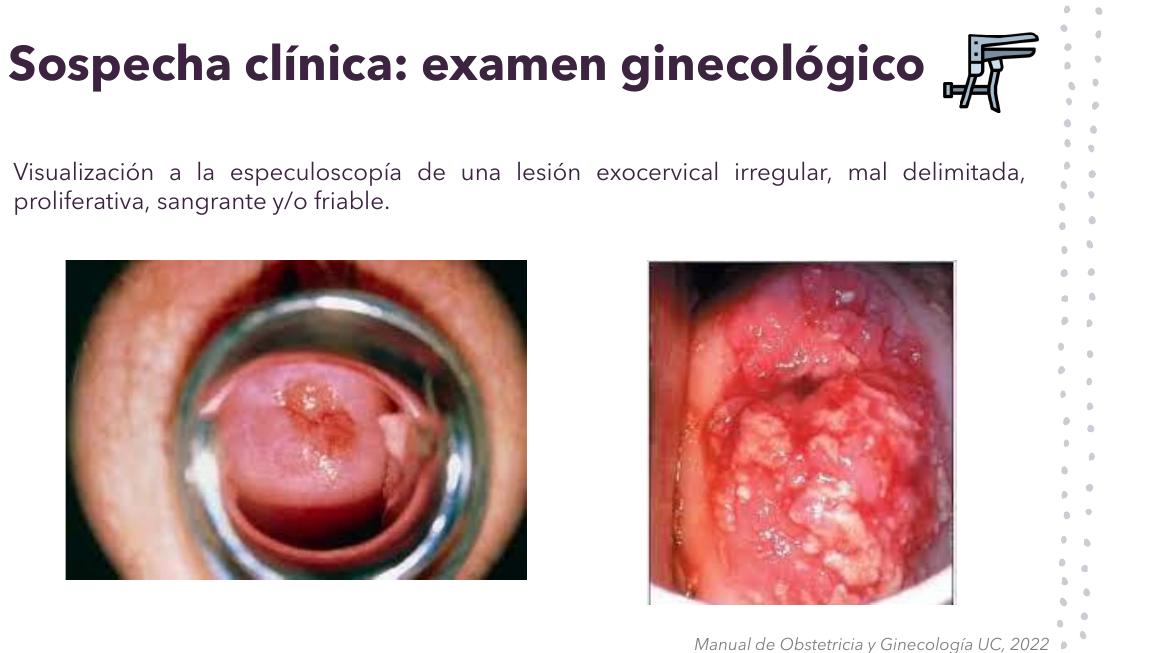 Sospecha clínica: examen ginecológico
Visualización a la especuloscopía de una lesión exocervical irregular, mal delimitada,
proliferativa, sangrante y/o friable.
Manual de Obstetricia y Ginecología UC, 2022